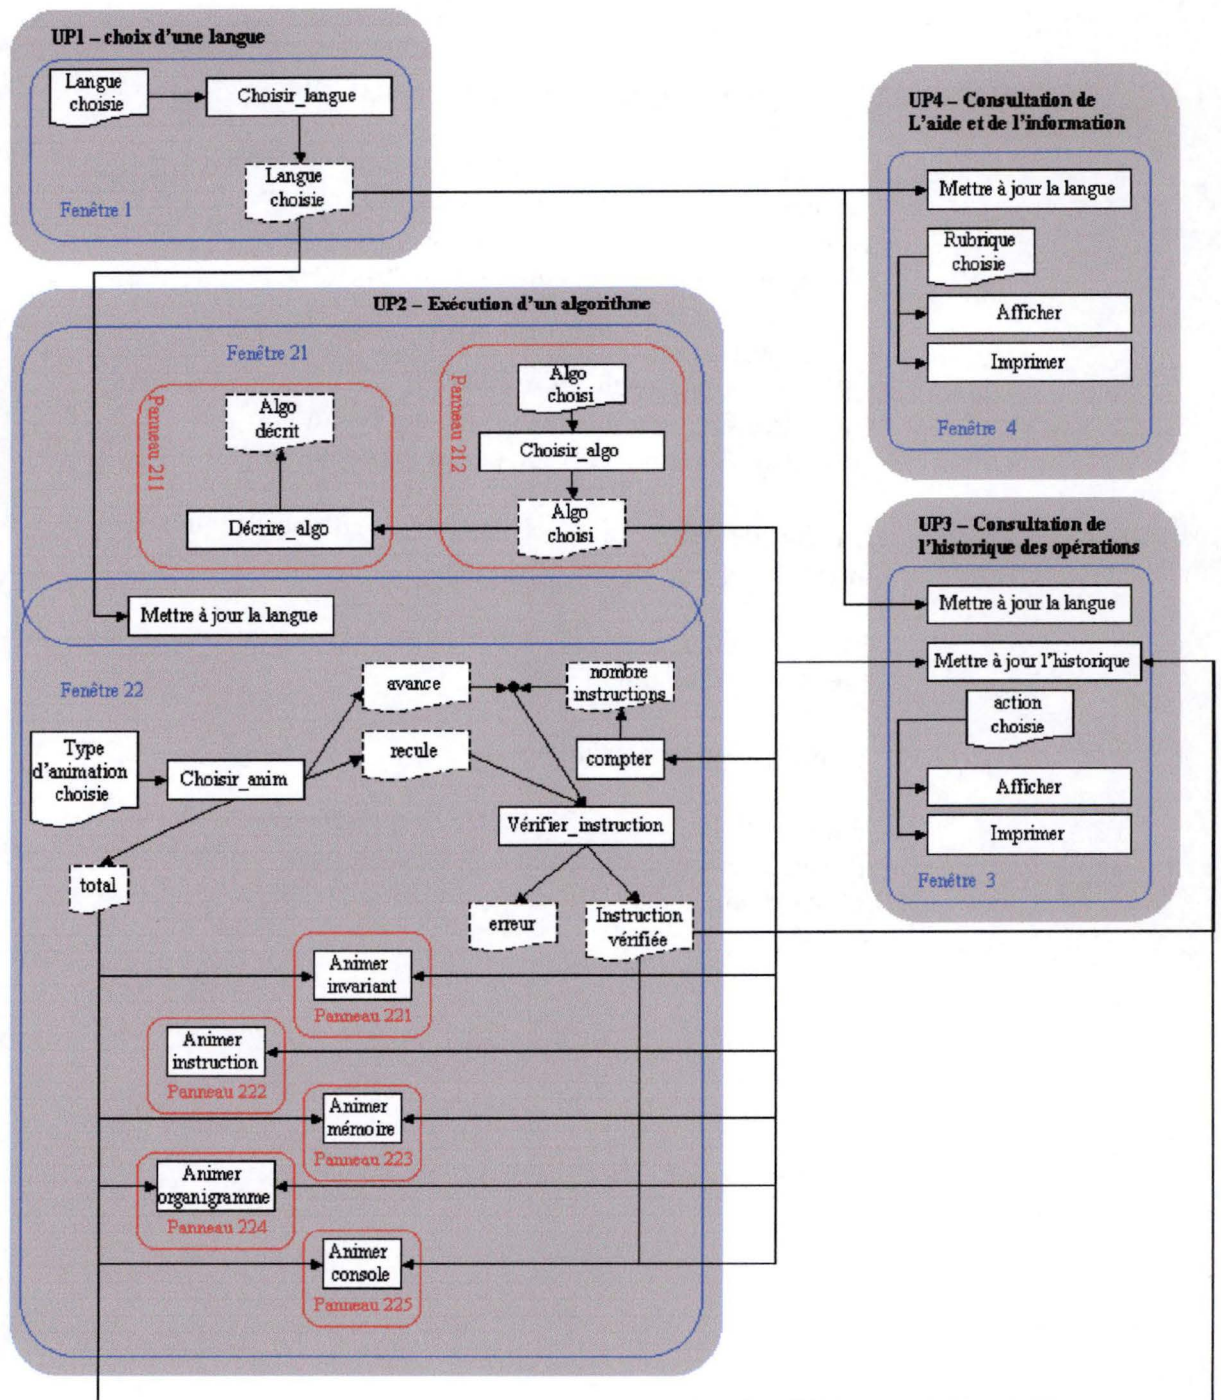 UP1 – choix d'une langue
Langue
choisie
Choisir_langue
Langue
choisie
Fenêtre 1
UP4 – Consultation de
L'aide et de l'information
Mettre à jour la langue
Rubrique
choisie
Afficher
Imprimer
Fenêtre 4
UP2 – Exécution d'un algorithme
Fenêtre 21
Panneau 211
Algo
décrit
Décrire_algo
Panneau 212
Algo
choisi
Choisir_algo
Algo
choisi
Mettre à jour la langue
UP3 – Consultation de
l'historique des opérations
Mettre à jour la langue
Mettre à jour l'historique
action
choisie
Afficher
Imprimer
Fenêtre 3
Fenêtre 22
avance
nombre
instructions
Type
d'animation
choisie
Choisir_anim
recule
compter
Vérifier_instruction
total
erreur
Instruction
vérifiée
Animer
invariant
Panneau 221
Animer
instruction
Panneau 222
Animer
mémoire
Panneau 223
Animer
organigramme
Panneau 224
Animer
console
Panneau 225